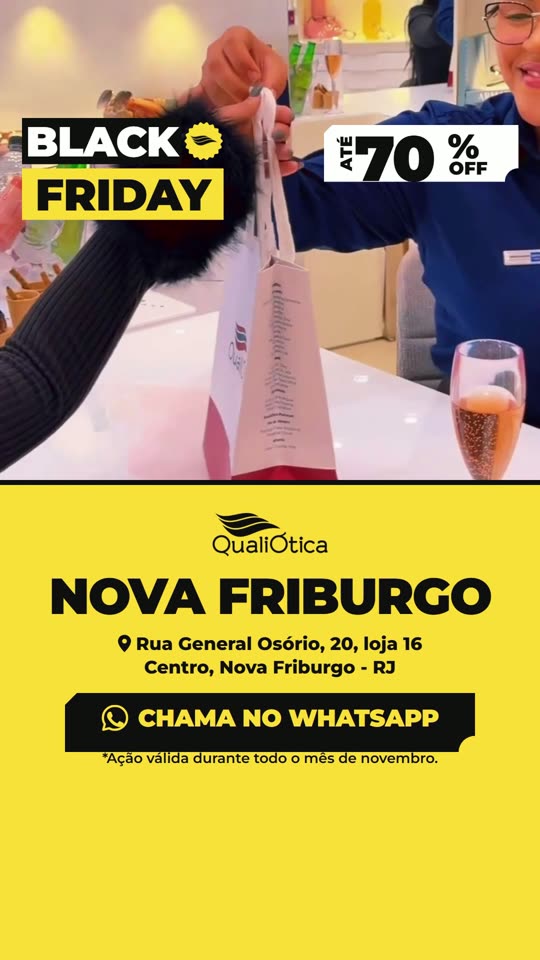 BLACK
FRIDAY
ATÉ 70 % OFF
QualiÓtica
NOVA FRIBURGO
Rua General Osório, 20, loja 16
Centro, Nova Friburgo - RJ
CHAMA NO WHATSAPP
*Ação válida durante todo o mês de novembro.